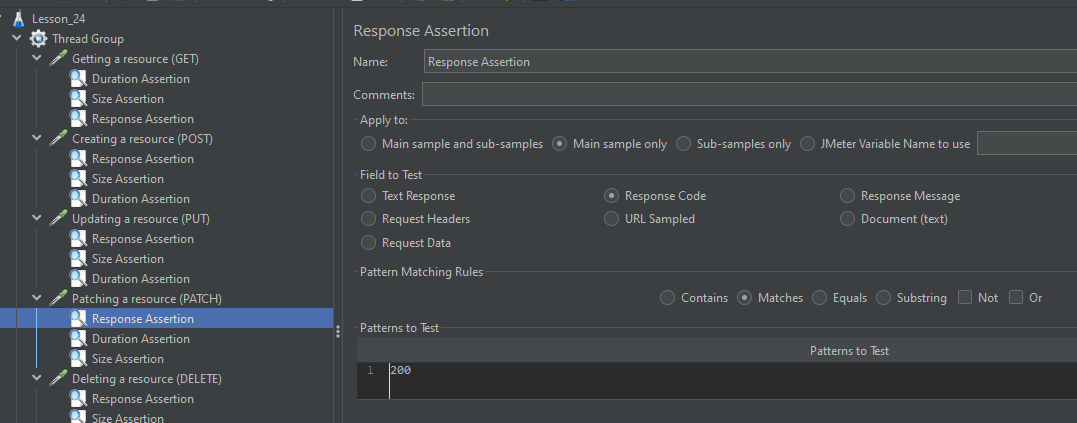 Lesson_24
Thread Group
Getting a resource (GET)
Duration Assertion
Size Assertion
Response Assertion
Creating a resource (POST)
Response Assertion
Size Assertion
Duration Assertion
Updating a resource (PUT)
Response Assertion
Size Assertion
Duration Assertion
Patching a resource (PATCH)
Response Assertion
Duration Assertion
Size Assertion
Deleting a resource (DELETE)
Response Assertion
Size Assertion
Response Assertion
Name: Response Assertion
Comments:
Apply to:
Main sample and sub-samples Main sample only Sub-samples only JMeter Variable Name to use
Field to Test
Text Response Response Code Response Message
Request Headers URL Sampled Document (text)
Request Data
Pattern Matching Rules
Contains Matches Equals Substring Not Or
Patterns to Test
Patterns to Test
1 200